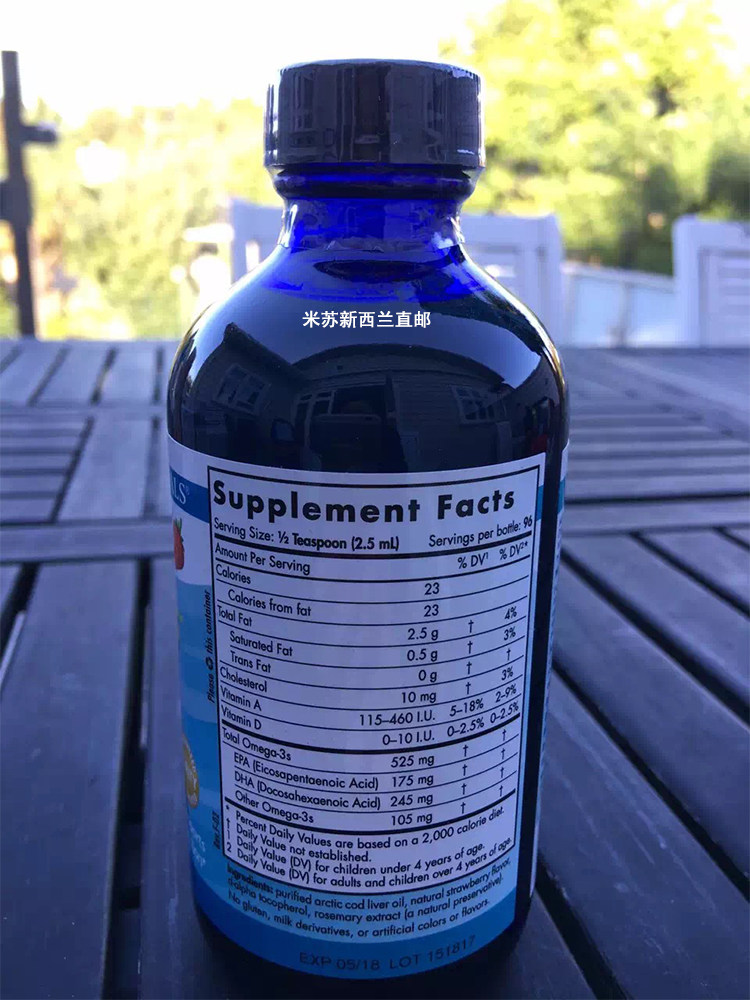 米苏新西兰直邮
LS®
Supplement Facts
Serving Size: ½ Teaspoon (2.5 mL) Servings per bottle: 96
Amount Per Serving % DV¹ % DV²*
Calories 23
Calories from fat 23
Total Fat 2.5 g † 4%
Saturated Fat 0.5 g † 3%
Trans Fat 0 g † †
Cholesterol 10 mg † 3%
Vitamin A 115–460 I.U. 5–18% 2–9%
Vitamin D 0–10 I.U. 0–2.5% 0–2.5%
Total Omega-3s 525 mg † †
EPA (Eicosapentaenoic Acid) 175 mg † †
DHA (Docosahexaenoic Acid) 245 mg † †
Other Omega-3s 105 mg † †
* Percent Daily Values are based on a 2,000 calorie diet.
† Daily Value not established.
1 Daily Value (DV) for children under 4 years of age.
2 Daily Value (DV) for adults and children over 4 years of age.
Ingredients: purified arctic cod liver oil, natural strawberry flavor,
d-alpha tocopherol, rosemary extract (a natural preservative).
No gluten, milk derivatives, or artificial colors or flavors.
EXP 05/18 LOT 151817
Please this container